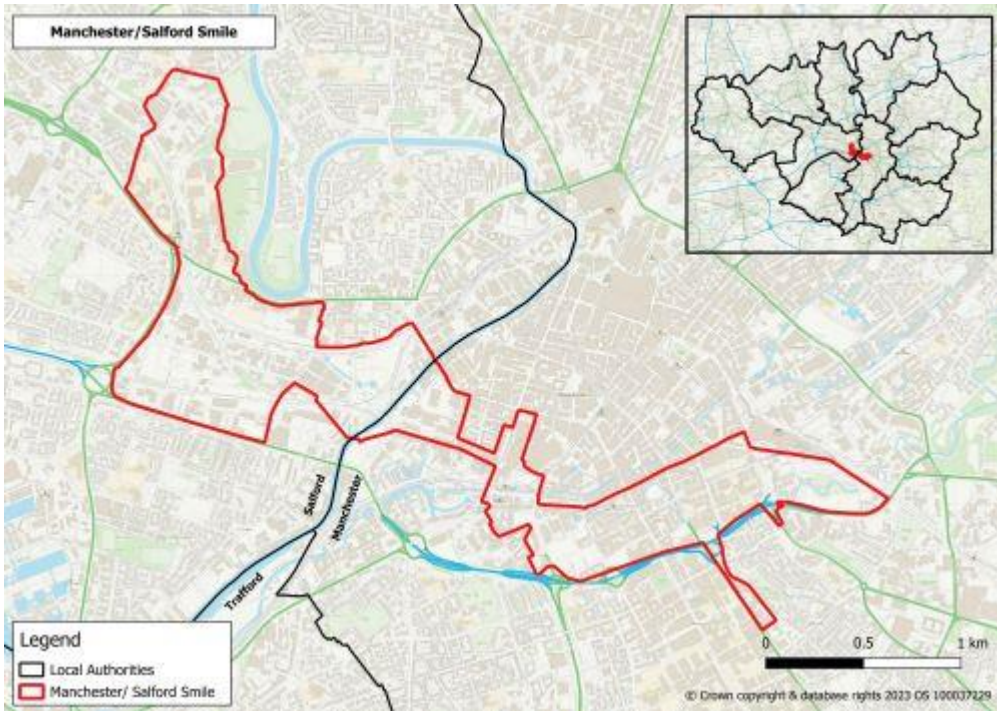 Manchester/Salford Smile
Salford
Manchester
Trafford
Legend
Local Authorities
Manchester/ Salford Smile
0 0.5 1 km
© Crown copyright & database rights 2023 OS 100037229